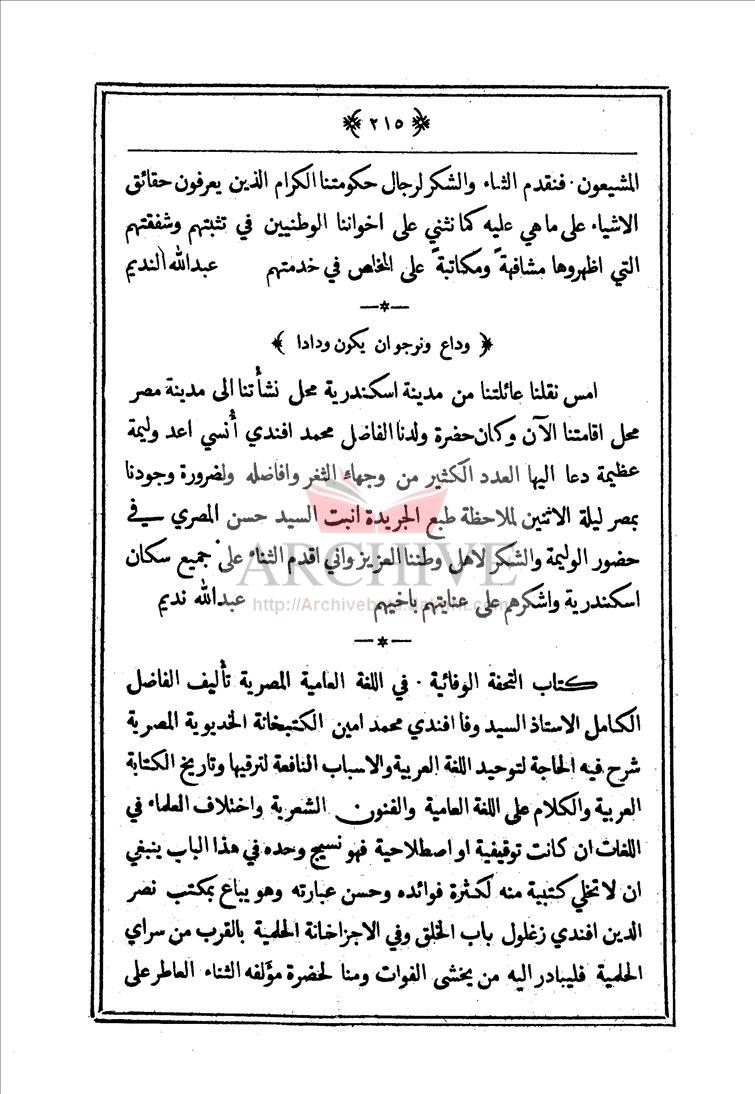 ﴿ ٢١٥ ﴾
المشيعون . فنقدم الثناء والشكر لرجال حكومتنا الكرام الذين يعرفون حقائق
الاشياء على ما هي عليه كما نثني على اخواننا الوطنيين في تثبتهم وشفقتهم
التي اظهروها مشافهةً ومكاتبةً على المخلص في خدمتهم عبدالله النديم
﴿ وداع ونرجو ان يكون ودادا ﴾
امس نقلنا عائلتنا من مدينة اسكندرية محل نشأتنا الى مدينة مصر
محل اقامتنا الآن وكان حضرة ولدنا الفاضل محمد افندي أُنسي اعد وليمة
عظيمة دعا اليها العدد الكثير من وجهاء الثغر وافاضله ولضرورة وجودنا
بمصر ليلة الاثنين لملاحظة طبع الجريدة انبت السيد حسن المصري في
حضور الوليمة والشكر لاهل وطننا العزيز واني اقدم الثناء على جميع سكان
اسكندرية واشكرهم على عنايتهم باخيهم عبدالله نديم
ARCHIVE
كتاب التحفة الوفائية . في اللغة العامية المصرية تأليف الفاضل
الكامل الاستاذ السيد وفا افندي محمد امين الكتبخانة الخديوية المصرية
شرح فيه الحاجة لتوحيد اللغة العربية والاسباب النافعة لترقيها وتاريخ الكتابة
العربية والكلام على اللغة العامية والفنون الشعرية واختلاف العلماء في
اللغات ان كانت توقيفية او اصطلاحية فهو نسيج وحده في هذا الباب ينبغي
ان لا تخلي كتبية منه لكثرة فوائده وحسن عبارته وهو يباع بمكتب نصر
الدين افندي زغلول بباب الخلق وفي الاجزاخانة الحلمية بالقرب من سراي
الحلمية فليبادر اليه من يخشى الفوات ومنا لحضرة مؤلفه الثناء العاطر على